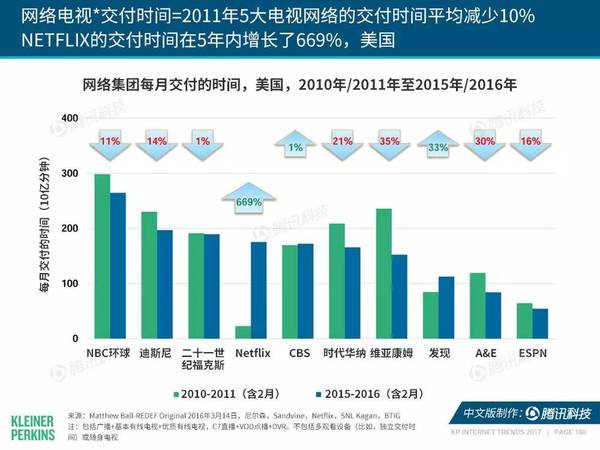 网络电视*交付时间=2011年5大电视网络的交付时间平均减少10%
NETFLIX的交付时间在5年内增长了669%，美国
网络集团每月交付的时间，美国，2010年/2011年至2015年/2016年
腾讯科技
腾讯科技
每月交付的时间（10亿分钟）
400
300
200
100
0
11%
14%
1%
669%
1%
21%
35%
33%
30%
16%
腾讯科技
腾讯科技
NBC环球
迪斯尼
二十一世
纪福克斯
Netflix
CBS
时代华纳
维亚康姆
发现
A&E
ESPN
2010-2011（含2月）
2015-2016（含2月）
KLEINER
PERKINS
来源：Matthew Ball-REDEF Original 2016年3月14日，尼尔森，Sandvine，Netflix，SNL Kagan，BTIG
注：包括广播+基本有线电视+优质有线电视，C7直播+VOD点播+DVR。不包括多观看设备（比如，独立交付时
间）或随身电视
中文版制作：腾讯科技
KP INTERNET TRENDS 2017 | PAGE 180